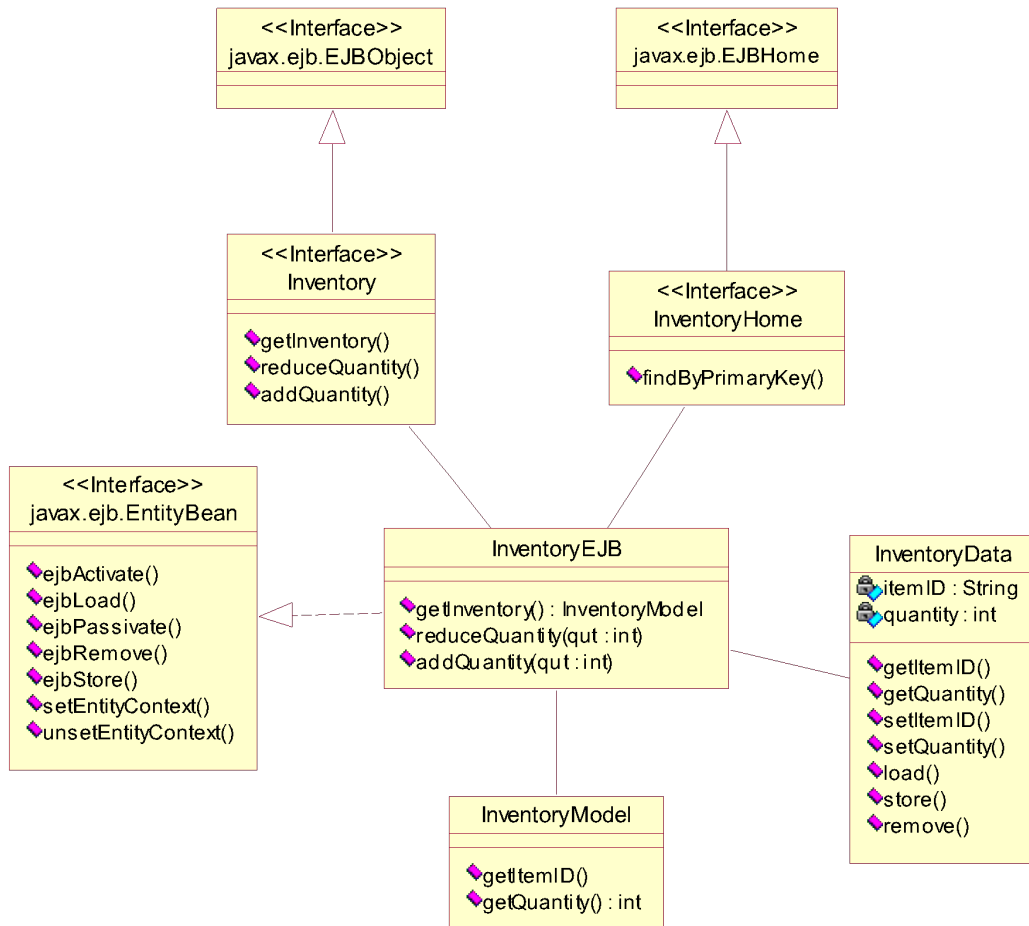 <<Interface>>
javax.ejb.EJBObject
<<Interface>>
javax.ejb.EJBHome
<<Interface>>
Inventory
getInventory()
reduceQuantity()
addQuantity()
<<Interface>>
InventoryHome
findByPrimaryKey()
<<Interface>>
javax.ejb.EntityBean
ejbActivate()
ejbLoad()
ejbPassivate()
ejbRemove()
ejbStore()
setEntityContext()
unsetEntityContext()
InventoryEJB
getInventory() : InventoryModel
reduceQuantity(qut : int)
addQuantity(qut : int)
InventoryData
itemID : String
quantity : int
getItemID()
getQuantity()
setItemID()
setQuantity()
load()
store()
remove()
InventoryModel
getItemID()
getQuantity() : int